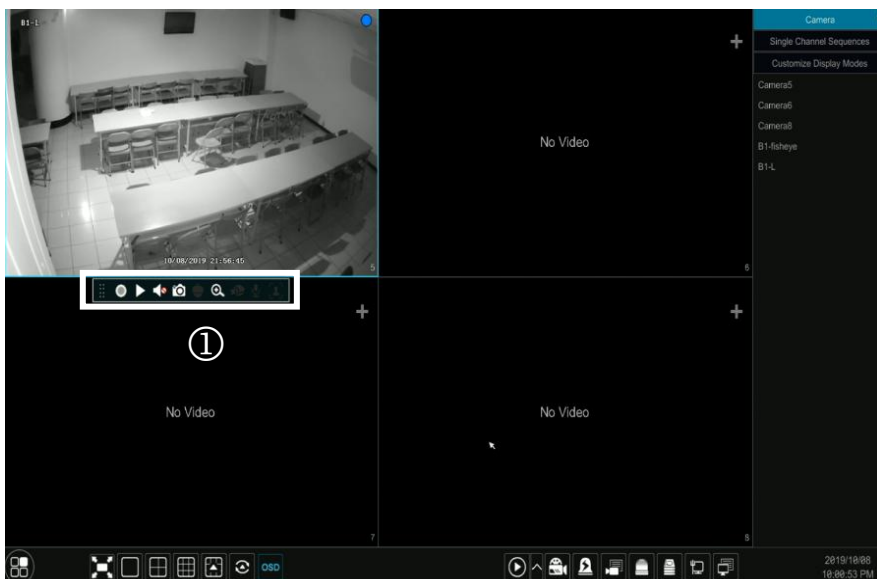 B1-L
10/08/2019 21:56:45
5
No Video
6
①
No Video
7
No Video
8
Camera
Single Channel Sequences
Customize Display Modes
Camera5
Camera6
Camera8
B1-fisheye
B1-L
OSD
2019/10/08
10:00:53 PM